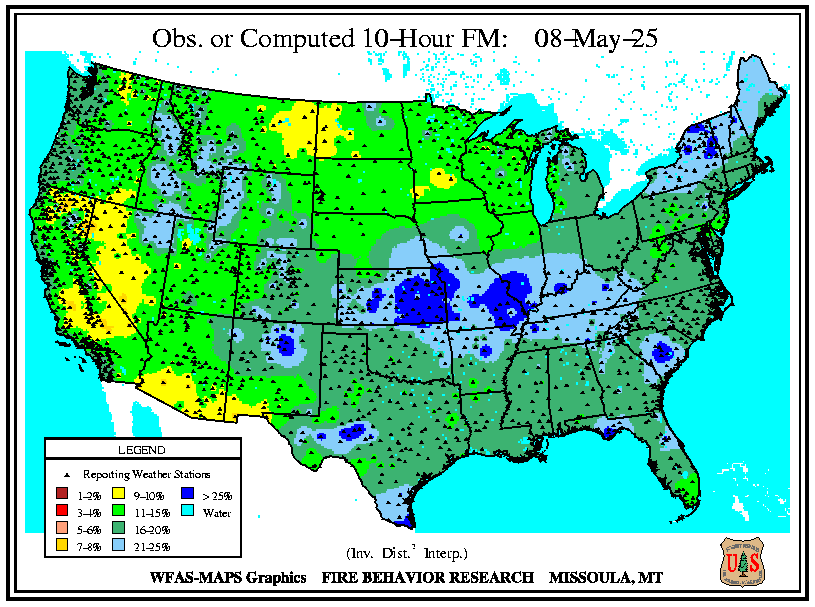 Obs. or Computed 10-Hour FM: 08-May-25
LEGEND
Reporting Weather Stations
1-2% 9-10% > 25%
3-4% 11-15% Water
5-6% 16-20%
7-8% 21-25%
(Inv. Dist.² Interp.)
WFAS-MAPS Graphics FIRE BEHAVIOR RESEARCH MISSOULA, MT
U S